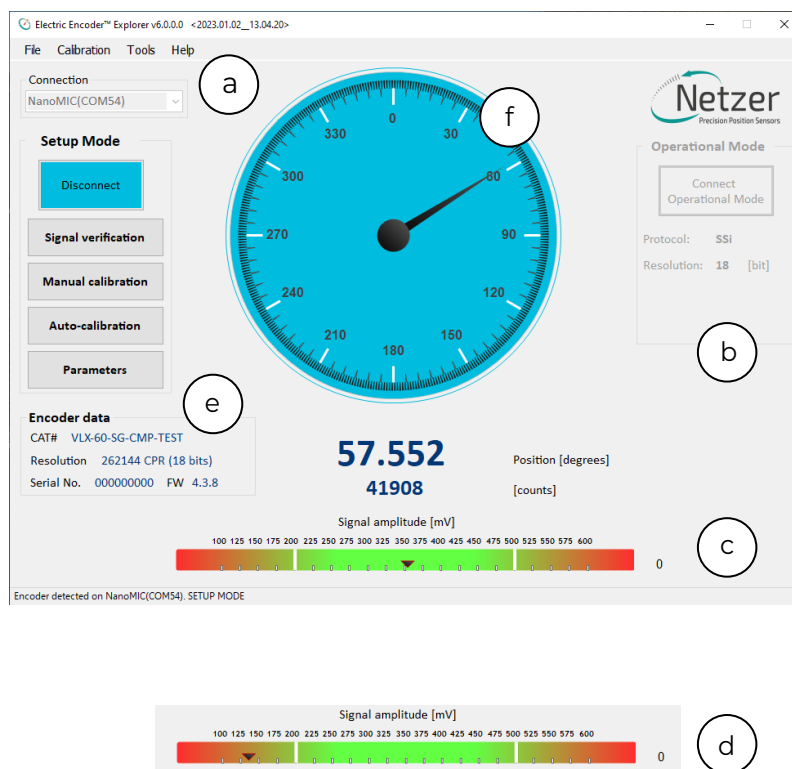 Electric Encoder™ Explorer v6.0.0.0 <2023.01.02__13.04.20>
File Calibration Tools Help
Connection
NanoMIC(COM54)
a
Setup Mode
Disconnect
Signal verification
Manual calibration
Auto-calibration
Parameters
e
Encoder data
CAT# VLX-60-SG-CMP-TEST
Resolution 262144 CPR (18 bits)
Serial No. 000000000 FW 4.3.8
f
0
30
60
90
120
150
180
210
240
270
300
330
Netzer
Precision Position Sensors
Operational Mode
Connect
Operational Mode
Protocol: SSi
Resolution: 18 [bit]
b
57.552 Position [degrees]
41908 [counts]
Signal amplitude [mV]
100 125 150 175 200 225 250 275 300 325 350 375 400 425 450 475 500 525 550 575 600
0
c
Encoder detected on NanoMIC(COM54). SETUP MODE
Signal amplitude [mV]
100 125 150 175 200 225 250 275 300 325 350 375 400 425 450 475 500 525 550 575 600
0
d